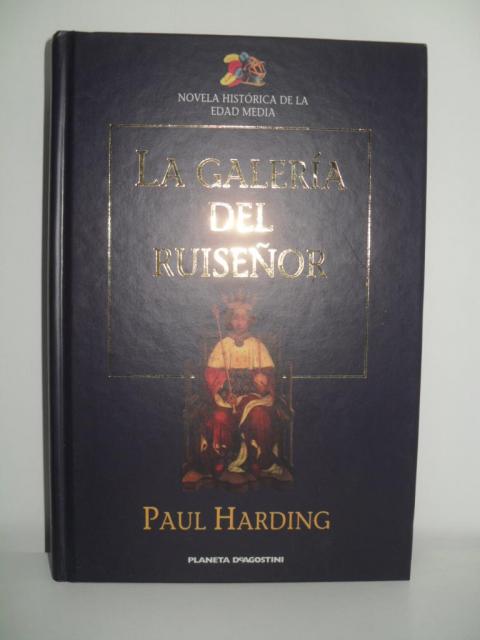 NOVELA HISTÓRICA DE LA
EDAD MEDIA
LA GALERÍA
DEL
RUISEÑOR
PAUL HARDING
PLANETA DEAGOSTINI